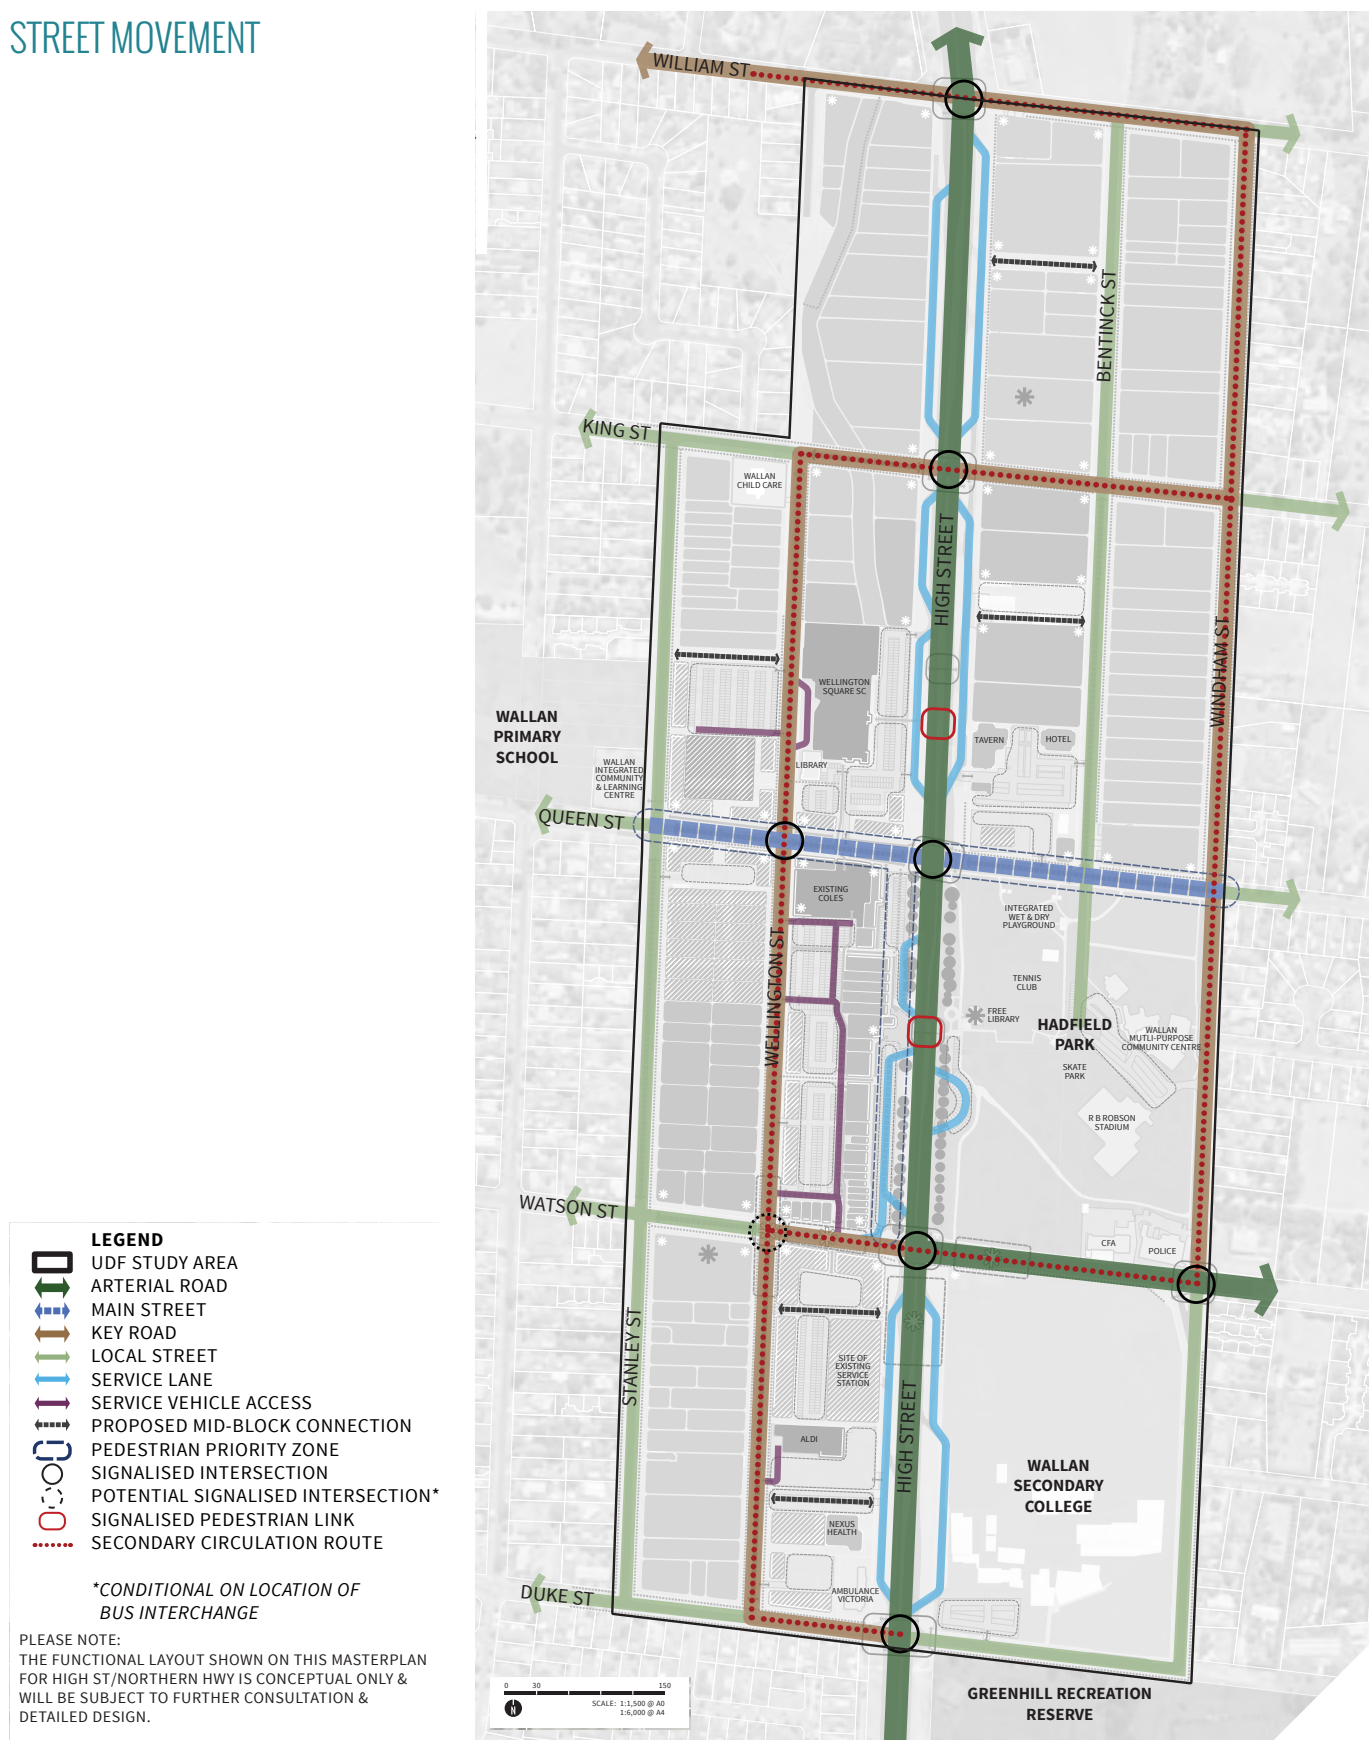 STREET MOVEMENT
WILLIAM ST
BENTINCK ST
KING ST
WALLAN
CHILD CARE
HIGH STREET
WINDHAM ST
WELLINGTON
SQUARE SC
WALLAN
PRIMARY
SCHOOL
TAVERN
HOTEL
LIBRARY
WALLAN
INTEGRATED
COMMUNITY
& LEARNING
CENTRE
QUEEN ST
EXISTING
COLES
INTEGRATED
WET & DRY
PLAYGROUND
WELLINGTON ST
TENNIS
CLUB
FREE
LIBRARY
HADFIELD
PARK
WALLAN
MUTLI-PURPOSE
COMMUNITY CENTRE
SKATE
PARK
R B ROBSON
STADIUM
WATSON ST
CFA
POLICE
STANLEY ST
SITE OF
EXISTING
SERVICE
STATION
HIGH STREET
ALDI
WALLAN
SECONDARY
COLLEGE
NEXUS
HEALTH
AMBULANCE
VICTORIA
DUKE ST
GREENHILL RECREATION
RESERVE
LEGEND
UDF STUDY AREA
ARTERIAL ROAD
MAIN STREET
KEY ROAD
LOCAL STREET
SERVICE LANE
SERVICE VEHICLE ACCESS
PROPOSED MID-BLOCK CONNECTION
PEDESTRIAN PRIORITY ZONE
SIGNALISED INTERSECTION
POTENTIAL SIGNALISED INTERSECTION*
SIGNALISED PEDESTRIAN LINK
SECONDARY CIRCULATION ROUTE
*CONDITIONAL ON LOCATION OF
BUS INTERCHANGE
PLEASE NOTE:
THE FUNCTIONAL LAYOUT SHOWN ON THIS MASTERPLAN
FOR HIGH ST/NORTHERN HWY IS CONCEPTUAL ONLY &
WILL BE SUBJECT TO FURTHER CONSULTATION &
DETAILED DESIGN.
0 30 150
N
SCALE: 1:1,500 @ A0
1:6,000 @ A4